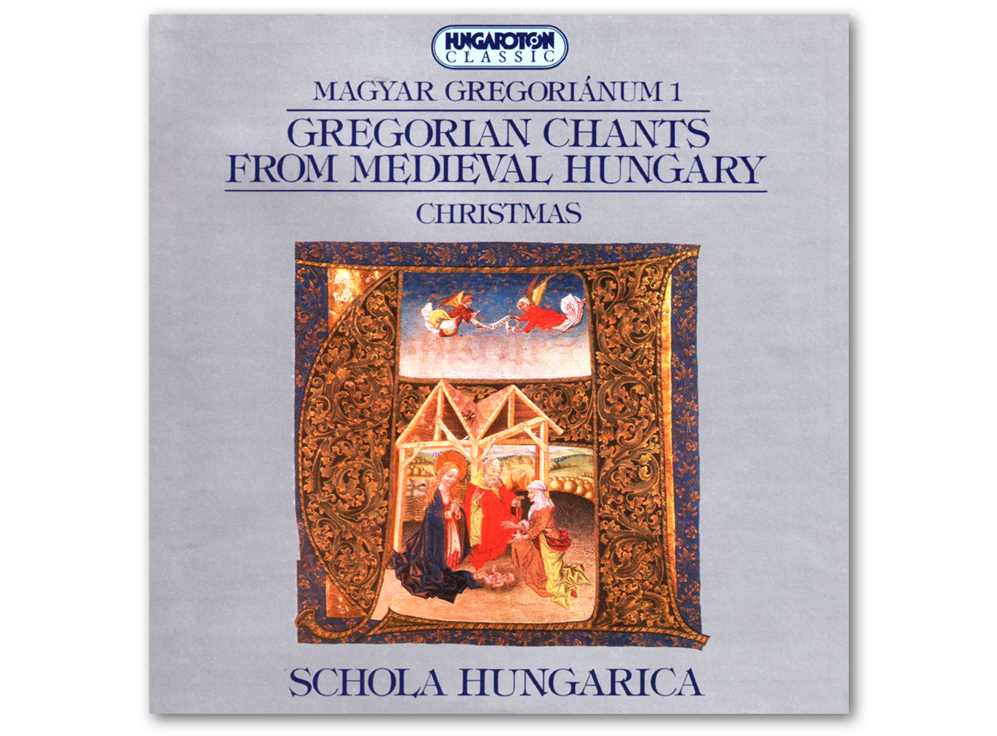 HUNGAROTON
CLASSIC
MAGYAR GREGORIÁNUM 1
GREGORIAN CHANTS
FROM MEDIEVAL HUNGARY
CHRISTMAS
SCHOLA HUNGARICA